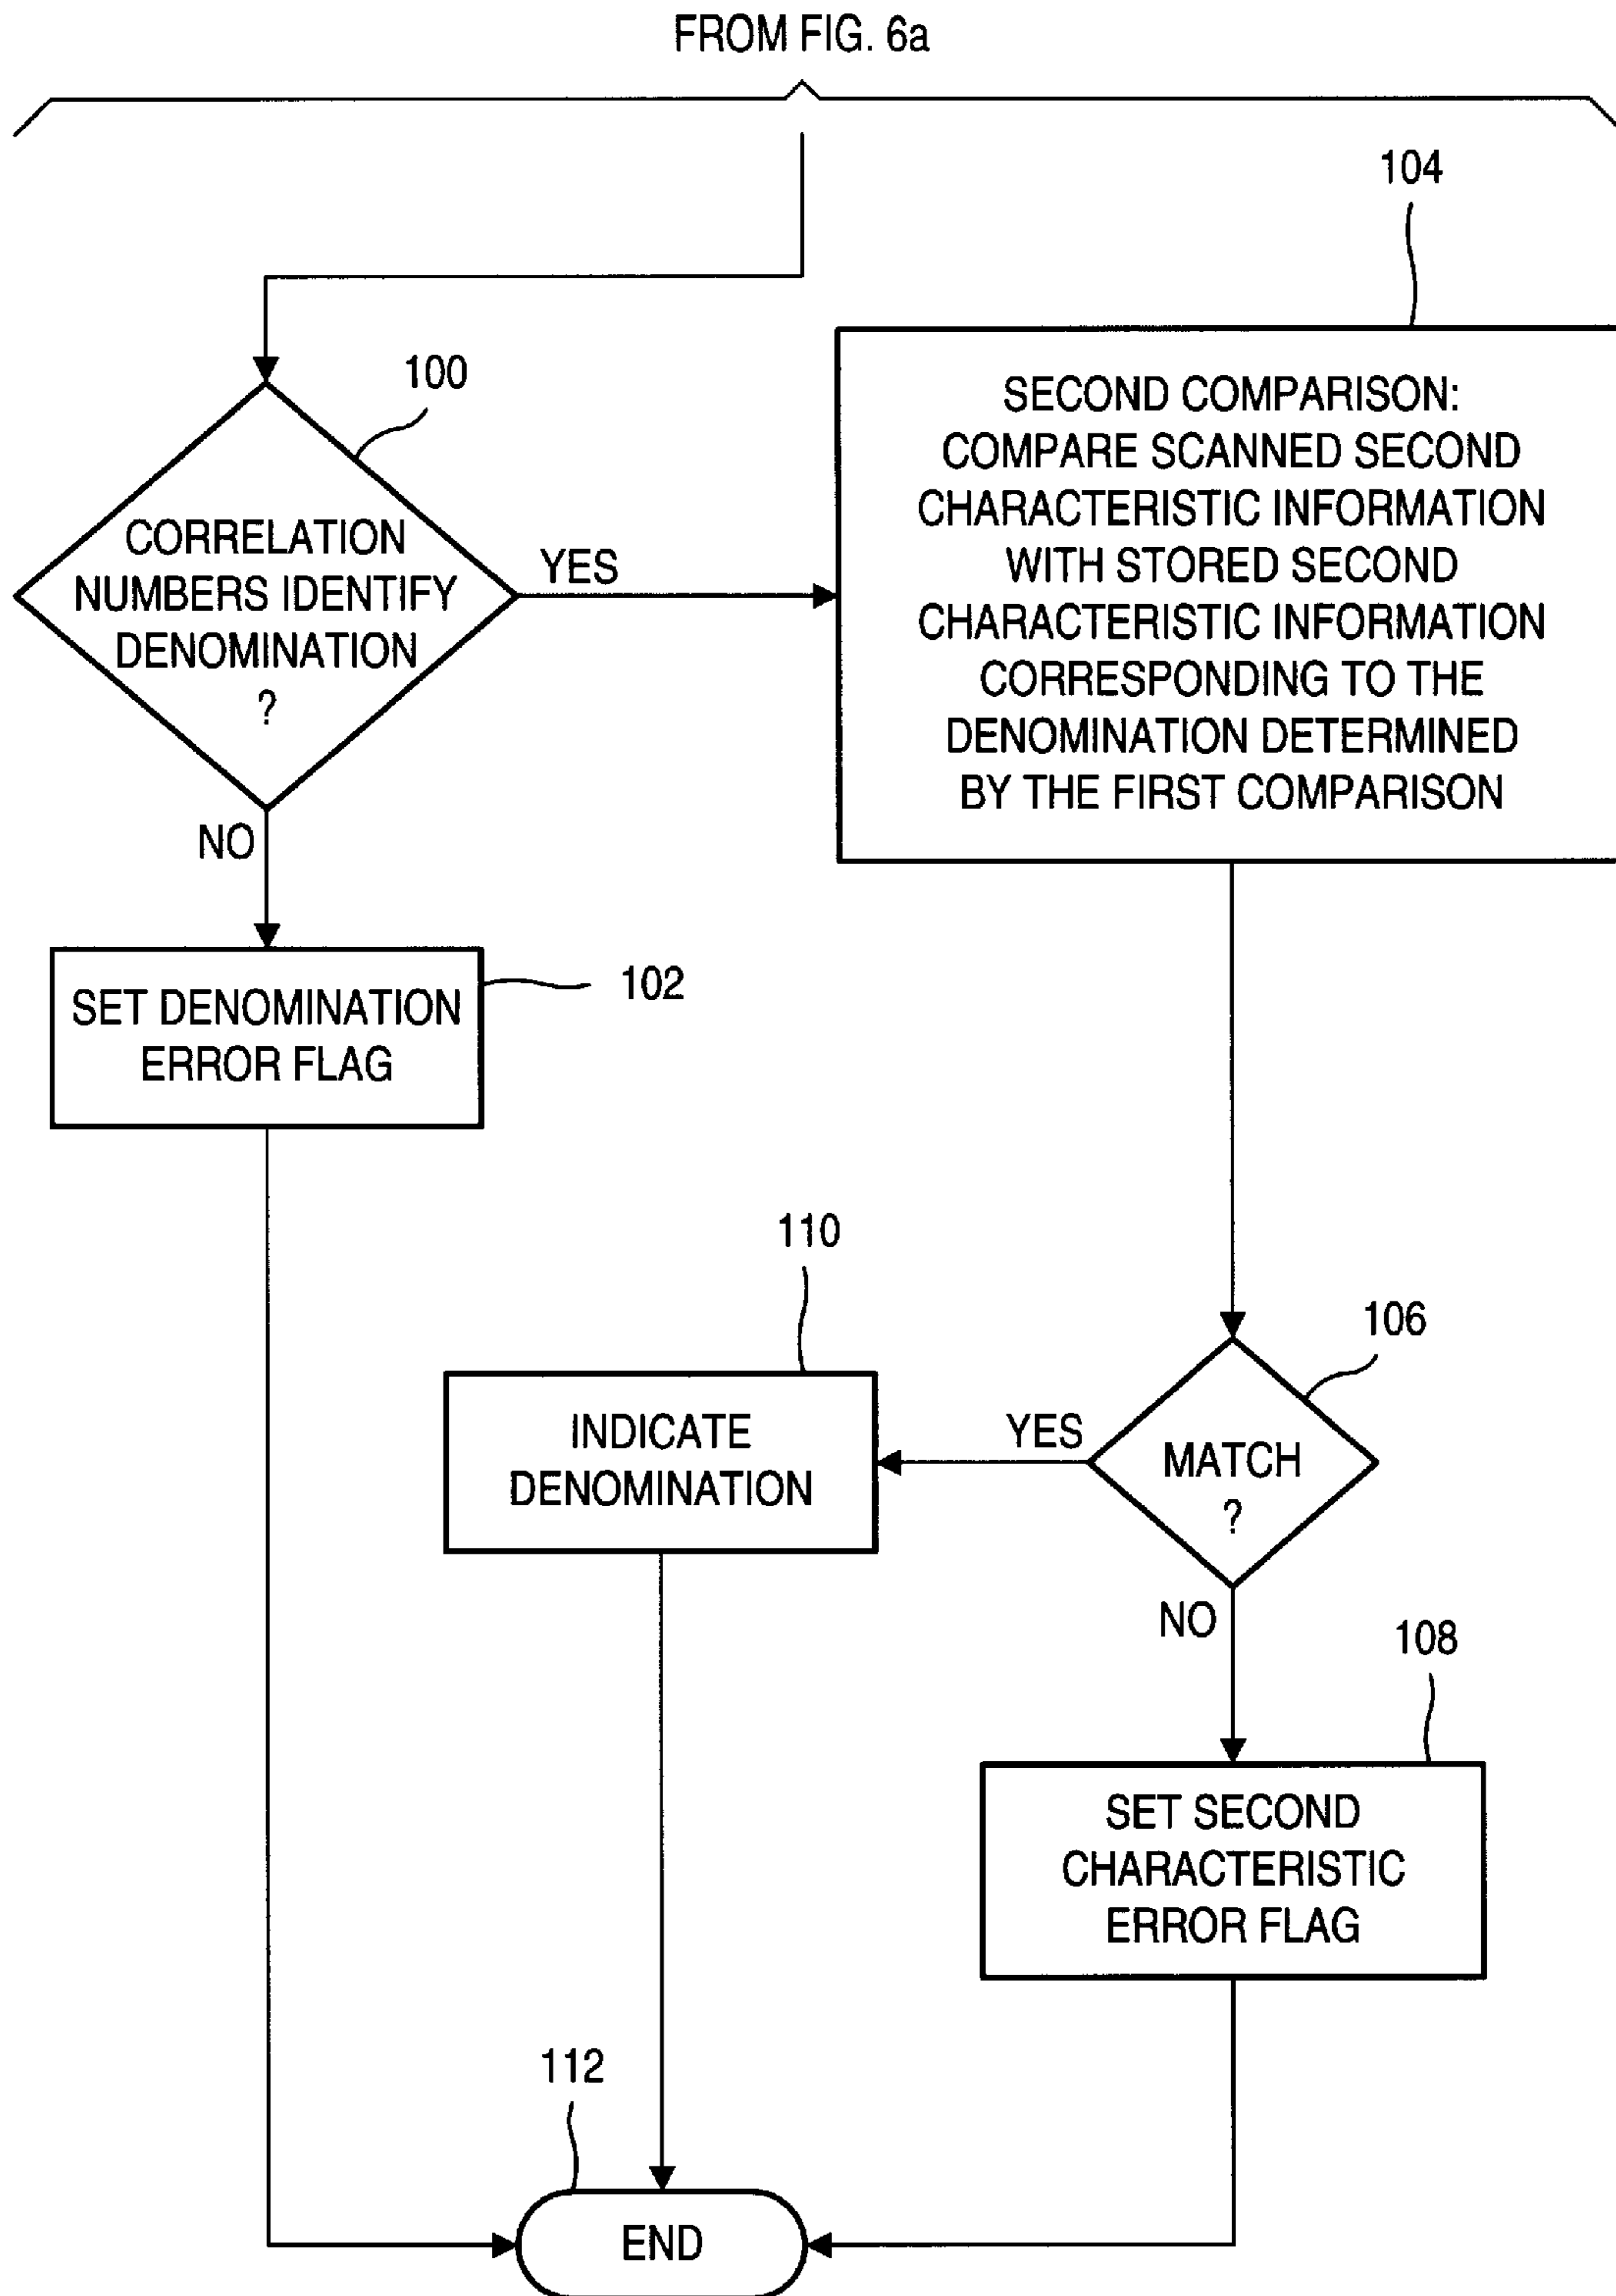 FROM FIG. 6a
104
100
SECOND COMPARISON:
COMPARE SCANNED SECOND
CHARACTERISTIC INFORMATION
WITH STORED SECOND
CHARACTERISTIC INFORMATION
CORRESPONDING TO THE
DENOMINATION DETERMINED
BY THE FIRST COMPARISON
CORRELATION
NUMBERS IDENTIFY
DENOMINATION
?
YES
NO
102
SET DENOMINATION
ERROR FLAG
110
106
INDICATE
DENOMINATION
YES
MATCH
?
NO
108
SET SECOND
CHARACTERISTIC
ERROR FLAG
112
END